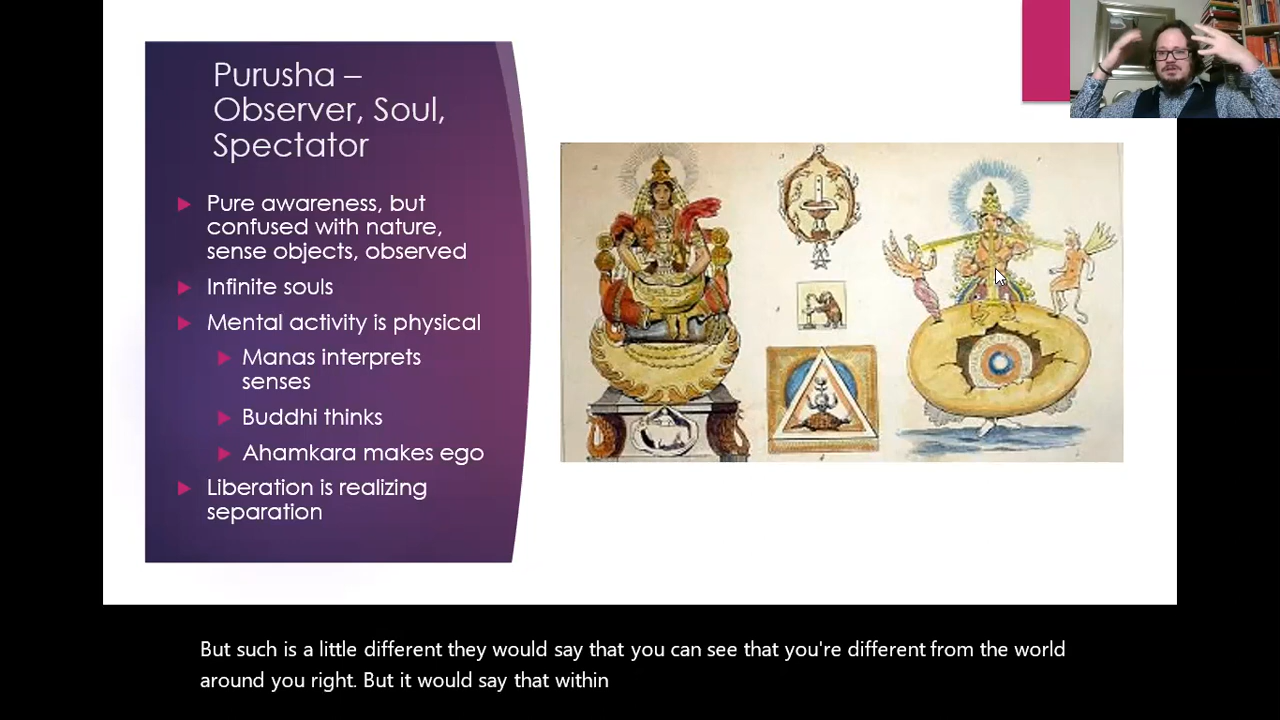 Purusha –
Observer, Soul,
Spectator
Pure awareness, but
confused with nature,
sense objects, observed
Infinite souls
Mental activity is physical
Manas interprets
senses
Buddhi thinks
Ahamkara makes ego
Liberation is realizing
separation
But such is a little different they would say that you can see that you're different from the world
around you right. But it would say that within